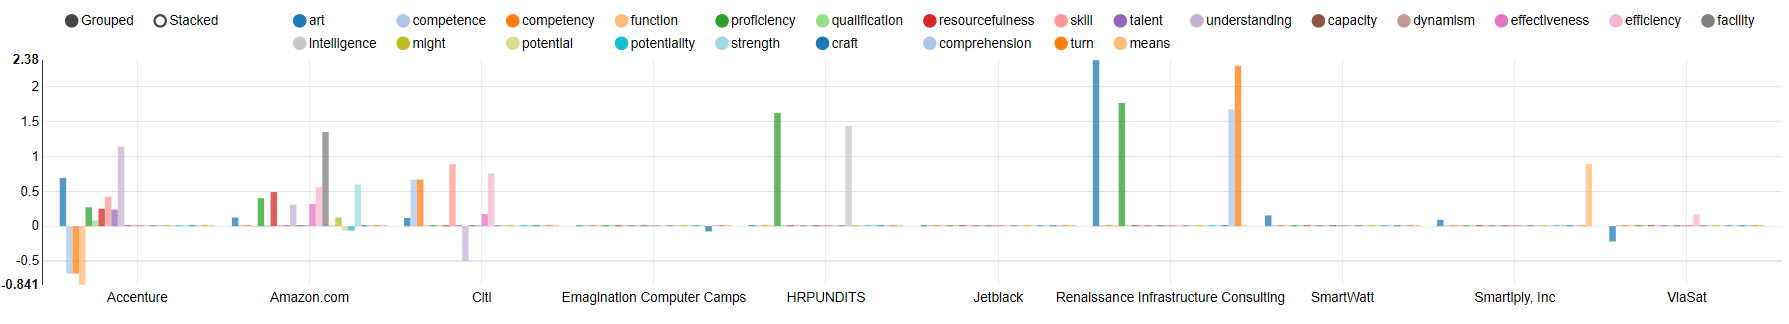 Grouped Stacked art competence competency function proficiency qualification resourcefulness skill talent understanding capacity dynamism effectiveness efficiency facility
intelligence might potential potentiality strength craft comprehension turn means
2.38
2
1.5
1
0.5
0
-0.5
-0.841
Accenture Amazon.com Citi Emagination Computer Camps HRPUNDITS Jetblack Renaissance Infrastructure Consulting SmartWatt Smartiply, Inc ViaSat